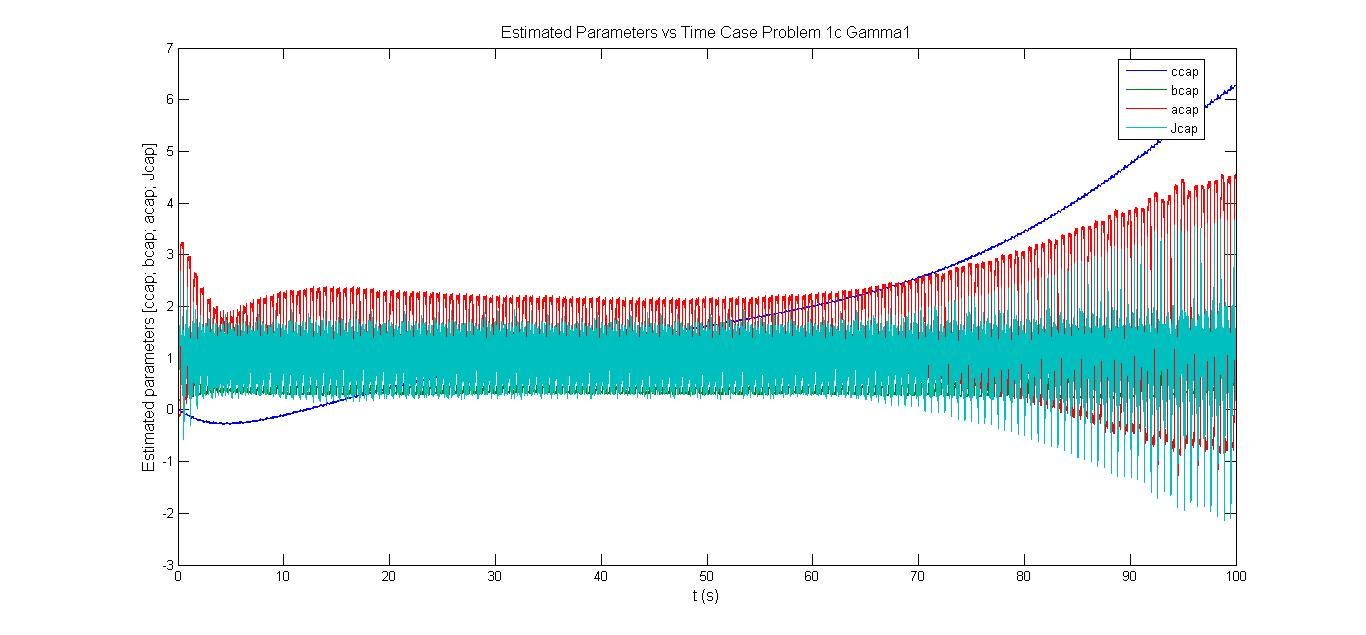 Estimated Parameters vs Time Case Problem 1c Gamma1
7
6
5
4
3
2
1
0
-1
-2
-3
Estimated parameters [ccap; bcap; acap; Jcap]
ccap
bcap
acap
Jcap
0 10 20 30 40 50 60 70 80 90 100
t (s)